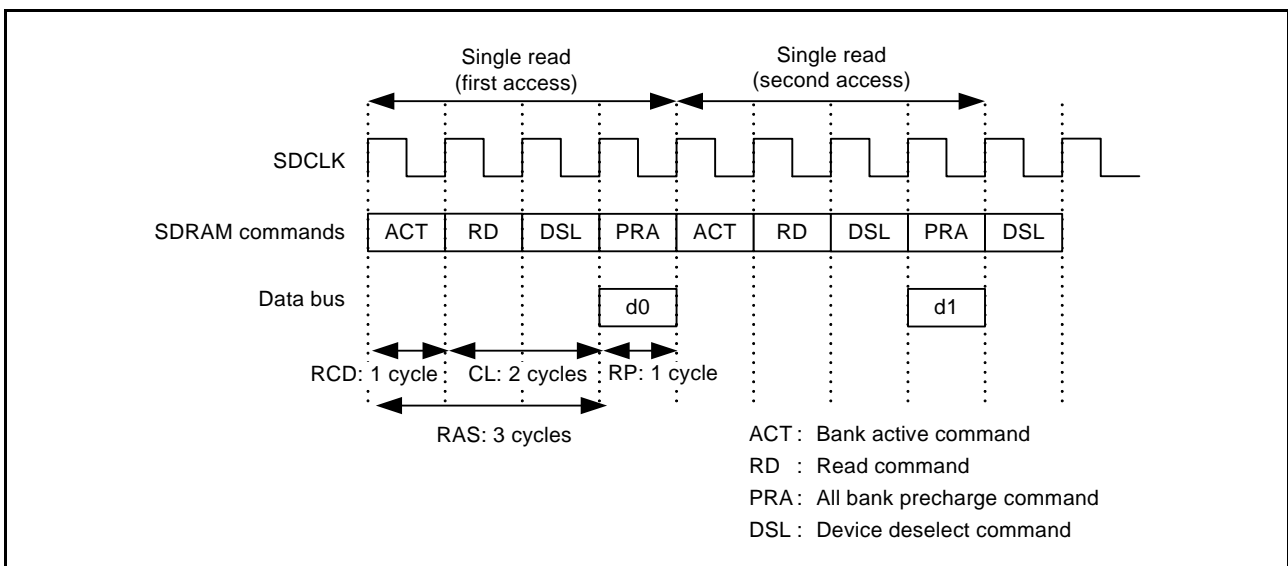 Single read
(first access)
Single read
(second access)
SDCLK
SDRAM commands ACT RD DSL PRA ACT RD DSL PRA DSL
Data bus d0 d1
RCD: 1 cycle CL: 2 cycles RP: 1 cycle
RAS: 3 cycles
ACT : Bank active command
RD : Read command
PRA : All bank precharge command
DSL : Device deselect command